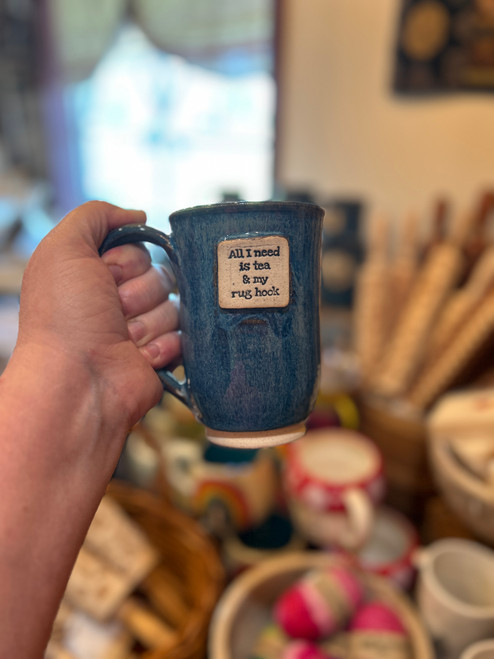 All I need
is tea
& my
rug hook